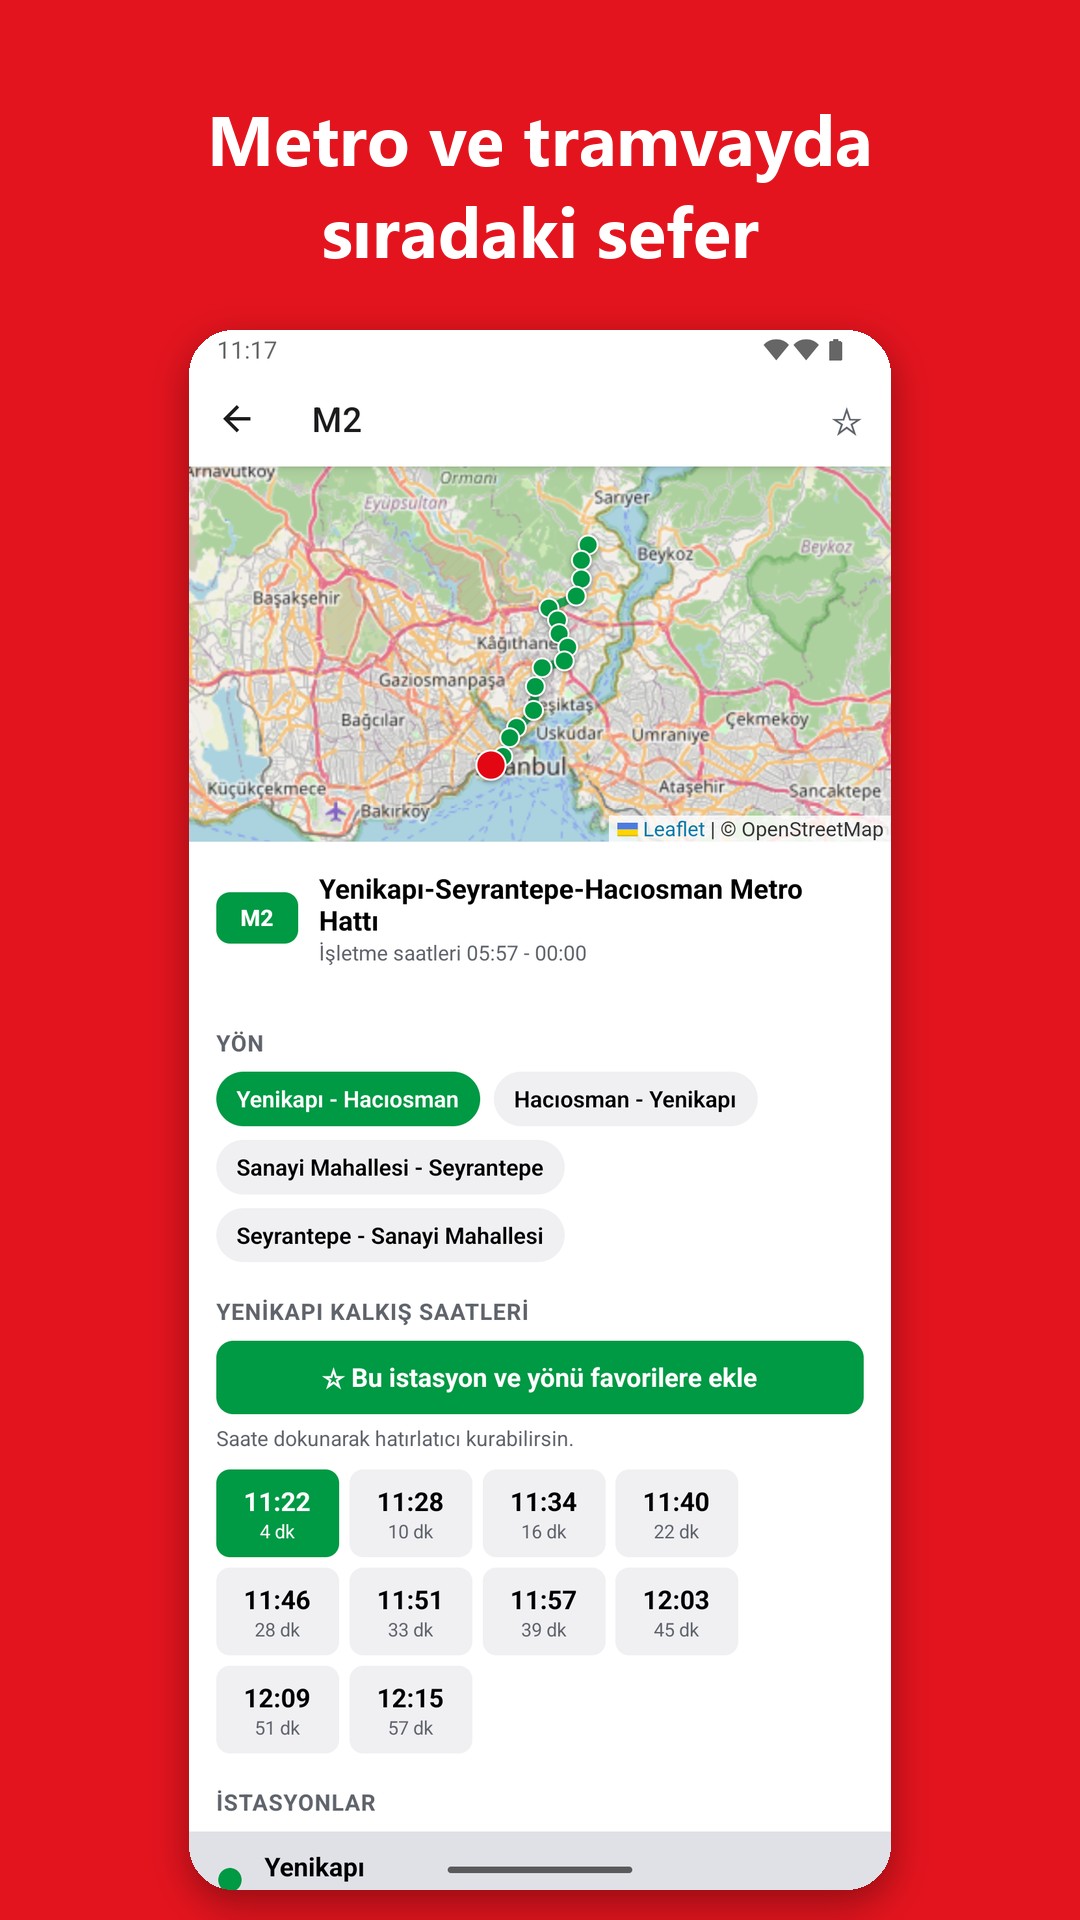 Metro ve tramvayda
sıradaki sefer
11:17
M2
Arnavutköy
Ormanı
Eyüpsultan
Sarıyer
Beykoz
Beykoz
Başakşehir
Kâğıthane
Gaziosmanpaşa
Bağcılar
eşiktaş
Üsküdar
Ümraniye
Çekmeköy
anbul
Küçükçekmece
Bakırköy
Ataşehir
Sancaktepe
Leaflet | © OpenStreetMap
M2
Yenikapı-Seyrantepe-Hacıosman Metro
Hattı
İşletme saatleri 05:57 - 00:00
YÖN
Yenikapı - Hacıosman
Hacıosman - Yenikapı
Sanayi Mahallesi - Seyrantepe
Seyrantepe - Sanayi Mahallesi
YENİKAPI KALKIŞ SAATLERİ
☆ Bu istasyon ve yönü favorilere ekle
Saate dokunarak hatırlatıcı kurabilirsin.
11:22 11:28 11:34 11:40
4 dk 10 dk 16 dk 22 dk
11:46 11:51 11:57 12:03
28 dk 33 dk 39 dk 45 dk
12:09 12:15
51 dk 57 dk
İSTASYONLAR
Yenikapı